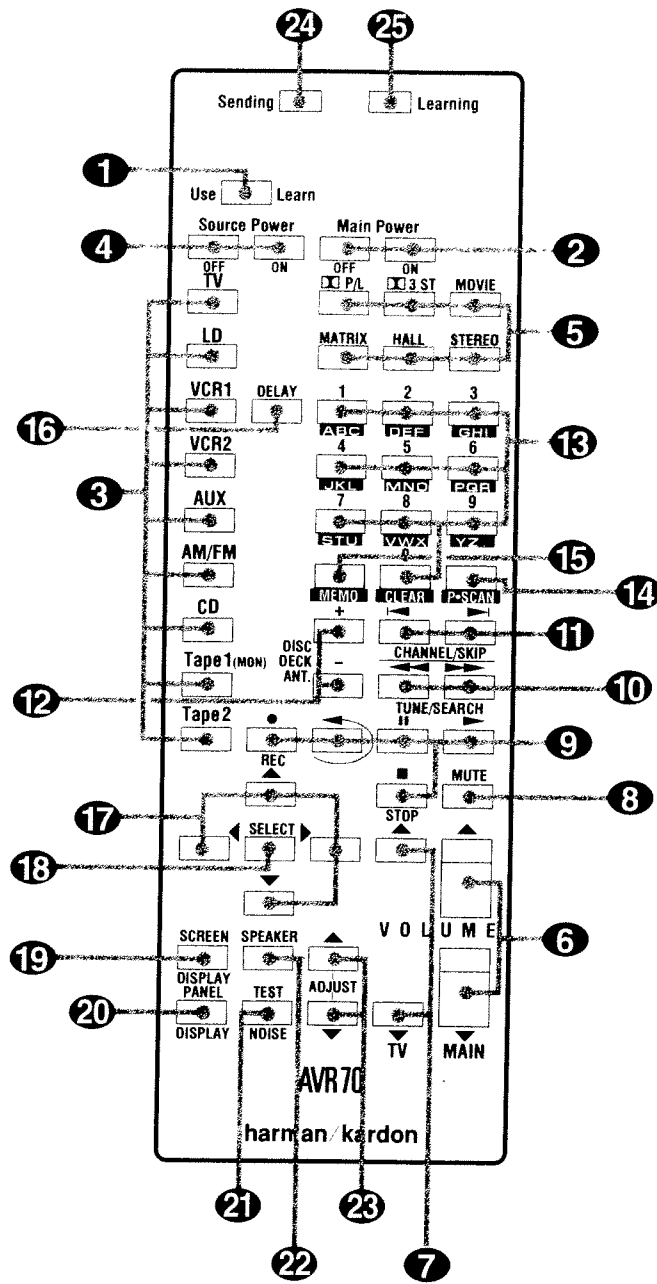 24 25
Sending Learning
1
Use Learn
Source Power Main Power
4 2
OFF ON OFF ON
TV P/L 3 ST MOVIE
5
LD MATRIX HALL STEREO
VCR1 DELAY 1 2 3
ABC DEF GHI
16 13
VCR2 4 5 6
3 JKL MNO PQR
AUX 7 8 9
STU VWX YZ
AM/FM 0 15
MEMO CLEAR P•SCAN 14
CD +
11
DISC DECK ANT. CHANNEL/SKIP
Tape1(MON) −
12 10
Tape2 TUNE/SEARCH
9
REC MUTE
8
17 STOP
SELECT
18
VOLUME
6
SCREEN SPEAKER
19
DISPLAY
PANEL TEST ADJUST
20
DISPLAY NOISE TV MAIN
AVR 70
harman/kardon
21 23
22 7